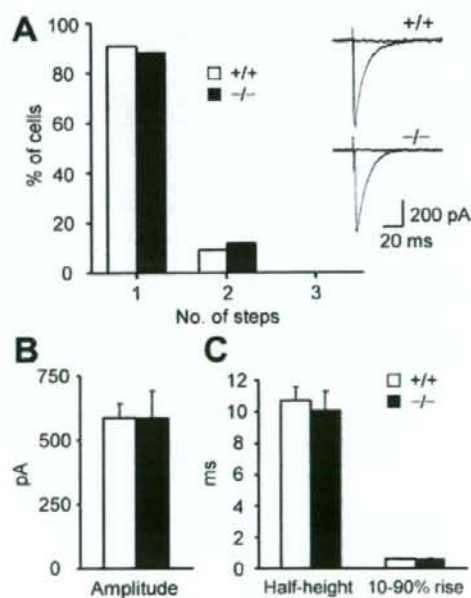 A
% of cells
100
80
60
40
20
0
1 2 3
No. of steps
+/+
−/−
+/+
−/−
200 pA
20 ms
B
pA
750
500
250
0
Amplitude
C
ms
12
10
8
6
4
2
0
+/+
−/−
Half-height 10-90% rise